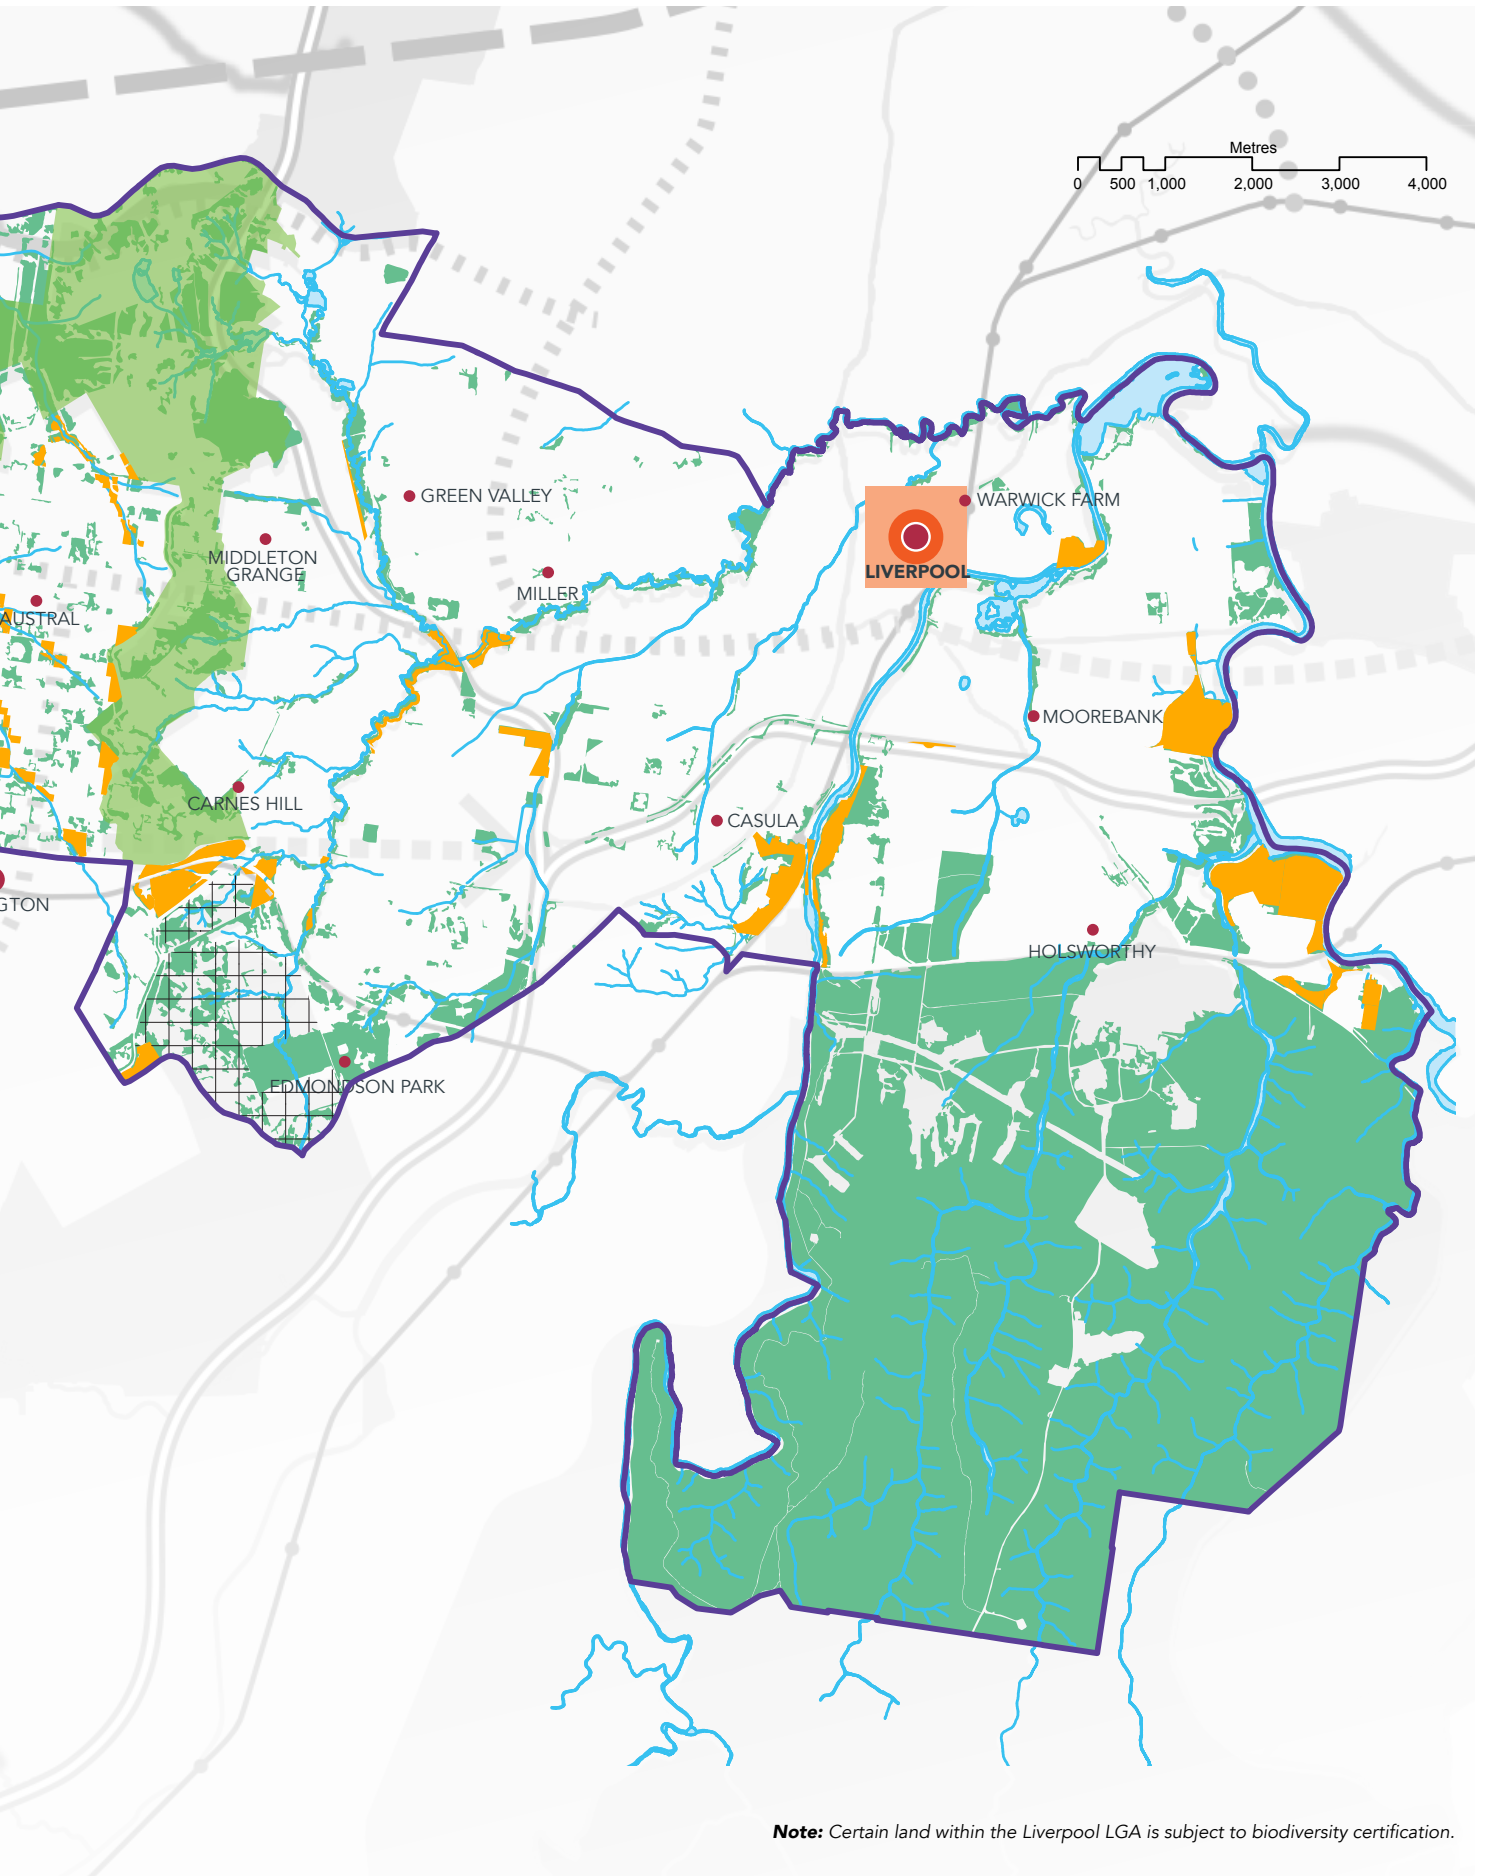 Metres
0 500 1,000 2,000 3,000 4,000
GREEN VALLEY
WARWICK FARM
MIDDLETON
GRANGE
LIVERPOOL
MILLER
AUSTRAL
MOOREBANK
CARNES HILL
CASULA
GTON
HOLSWORTHY
EDMONDSON PARK
Note: Certain land within the Liverpool LGA is subject to biodiversity certification.